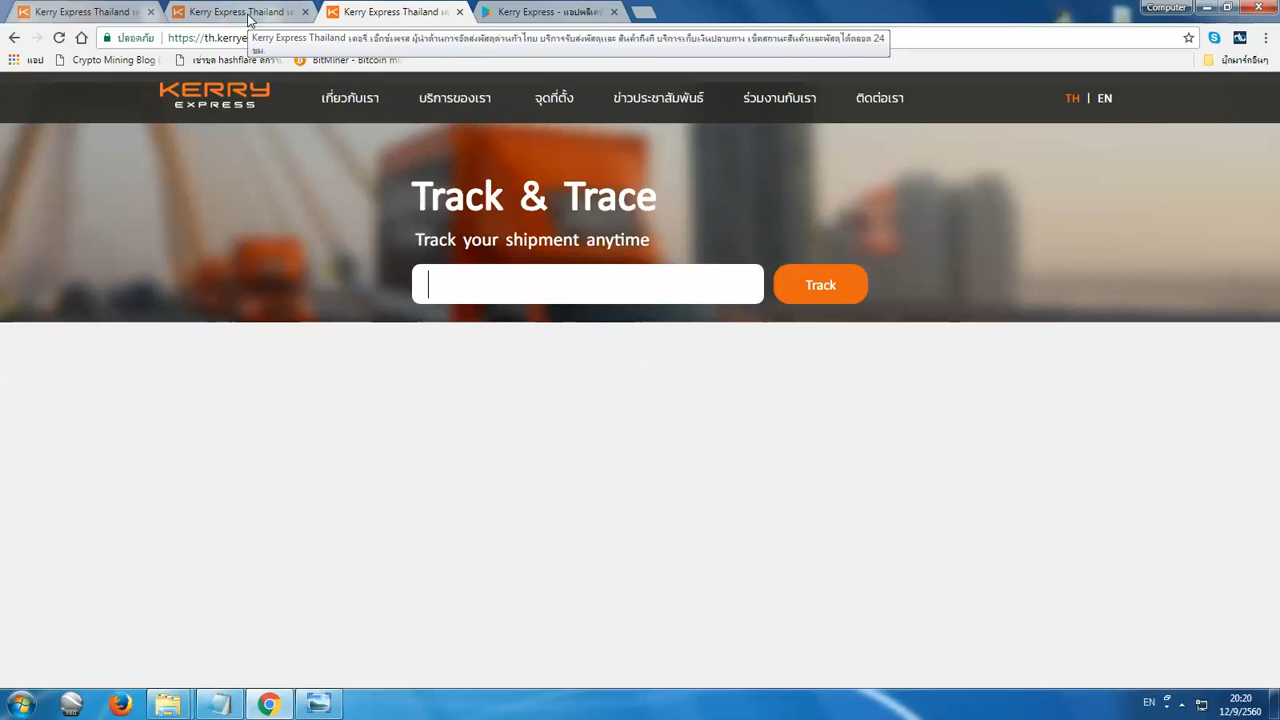 Kerry Express Thailand เค
Kerry Express Thailand เค
Kerry Express Thailand เค
Kerry Express - แอปพลิเคชั
Computer
ปลอดภัย
https://th.kerrye
Kerry Express Thailand เคอรี่ เอ็กซ์เพรส ผู้นำด้านการจัดส่งพัสดุด่วนทั่วไทย บริการรับส่งพัสดุและ สินค้าถึงที่ บริการเก็บเงินปลายทาง เช็คสถานะสินค้าและพัสดุได้ตลอด 24
ชม.
แอป
Crypto Mining Blog
เข้าขุด hashflare
BitMiner - Bitcoin mi
บุ๊กมาร์กอื่นๆ
KERRY
EXPRESS
เกี่ยวกับเรา
บริการของเรา
จุดที่ตั้ง
ข่าวประชาสัมพันธ์
ร่วมงานกับเรา
ติดต่อเรา
TH | EN
Track & Trace
Track your shipment anytime
Track
EN
20:20
12/9/2560